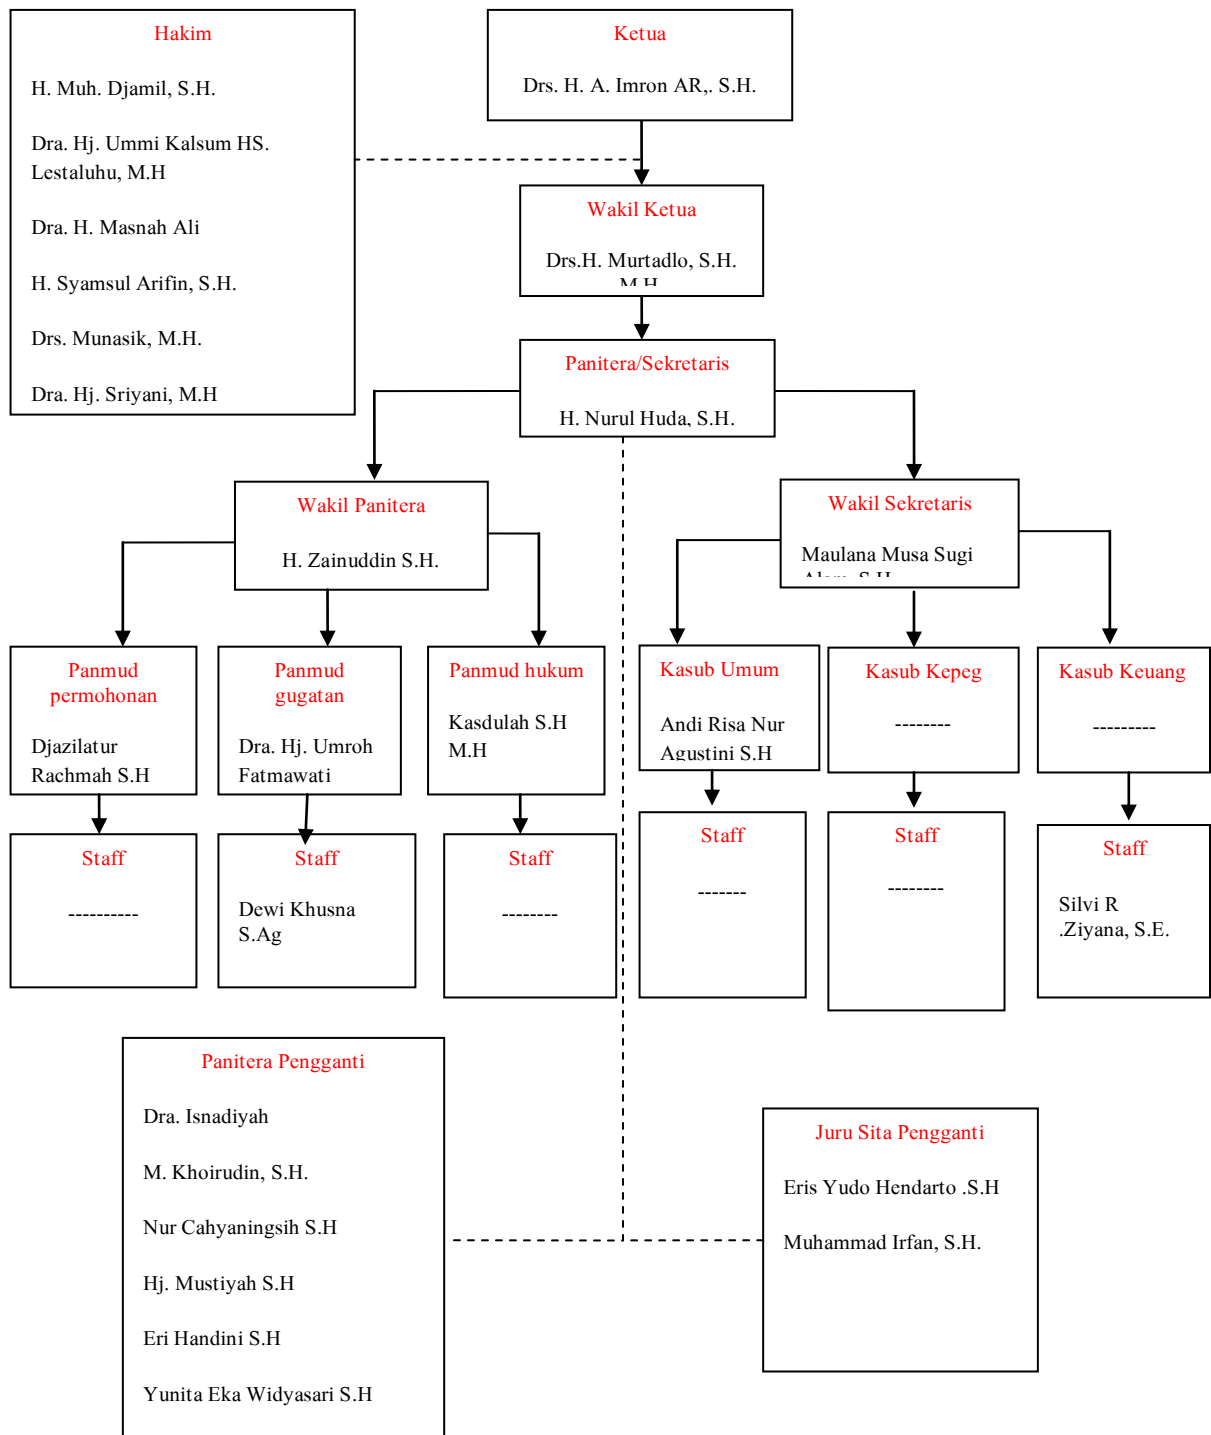 Hakim
H. Muh. Djamil, S.H.
Dra. Hj. Ummi Kalsum HS.
Lestaluhu, M.H
Dra. H. Masnah Ali
H. Syamsul Arifin, S.H.
Drs. Munasik, M.H.
Dra. Hj. Sriyani, M.H
Ketua
Drs. H. A. Imron AR,. S.H.
Wakil Ketua
Drs.H. Murtadlo, S.H.
M.H
Panitera/Sekretaris
H. Nurul Huda, S.H.
Wakil Panitera
H. Zainuddin S.H.
Wakil Sekretaris
Maulana Musa Sugi
Alam, S.H
Panmud
permohonan
Djazilatur
Rachmah S.H
Panmud
gugatan
Dra. Hj. Umroh
Fatmawati
Panmud hukum
Kasdulah S.H
M.H
Kasub Umum
Andi Risa Nur
Agustini S.H
Kasub Kepeg
--------
Kasub Keuang
---------
Staff
----------
Staff
Dewi Khusna
S.Ag
Staff
--------
Staff
-------
Staff
--------
Staff
Silvi R
.Ziyana, S.E.
Panitera Pengganti
Dra. Isnadiyah
M. Khoirudin, S.H.
Nur Cahyaningsih S.H
Hj. Mustiyah S.H
Eri Handini S.H
Yunita Eka Widyasari S.H
Juru Sita Pengganti
Eris Yudo Hendarto .S.H
Muhammad Irfan, S.H.